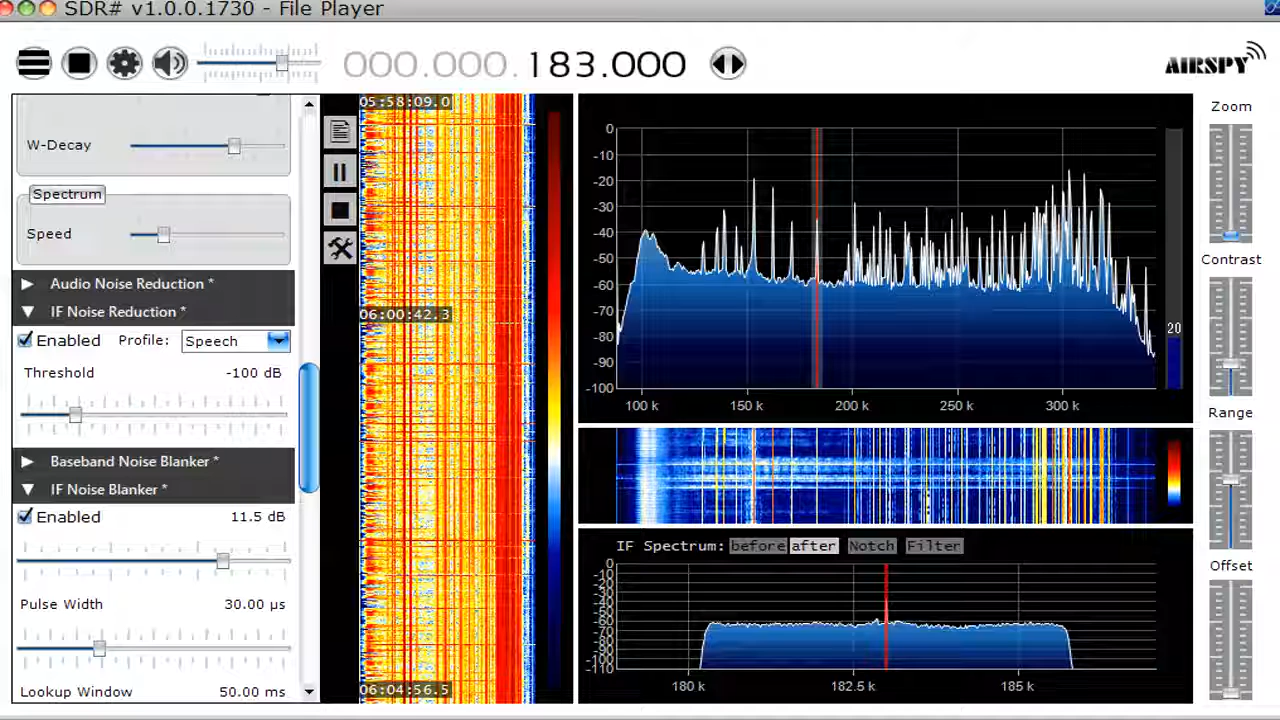 SDR# v1.0.0.1730 - File Player
000.000.183.000
AIRSPY
W-Decay
Spectrum
Speed
Audio Noise Reduction *
IF Noise Reduction *
Enabled Profile: Speech
Threshold -100 dB
Baseband Noise Blanker *
IF Noise Blanker *
Enabled 11.5 dB
Pulse Width 30.00 µs
Lookup Window 50.00 ms
05:58:09.0
06:00:42.3
06:04:56.5
0
-10
-20
-30
-40
-50
-60
-70
-80
-90
-100
100 k 150 k 200 k 250 k 300 k
20
IF Spectrum: before after Notch Filter
0
-10
-20
-30
-40
-50
-60
-70
-80
-90
-110
180 k 182.5 k 185 k
Zoom
Contrast
Range
Offset